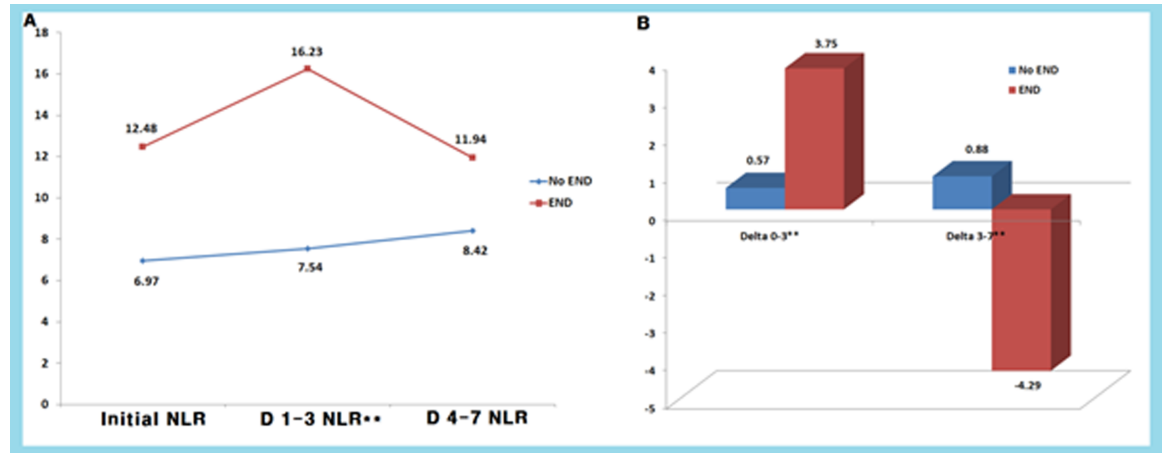 A
18
16
14
12
10
8
6
4
2
0
12.48
16.23
11.94
6.97
7.54
8.42
No END
END
Initial NLR
D 1-3 NLR**
D 4-7 NLR
B
4
3
2
1
0
-1
-2
-3
-4
-5
3.75
0.57
0.88
-4.29
No END
END
Delta 0-3**
Delta 3-7**